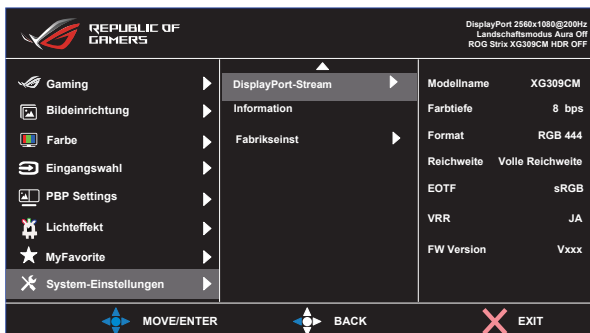 REPUBLIC OF
GAMERS
DisplayPort 2560x1080@200Hz
Landschaftsmodus Aura Off
ROG Strix XG309CM HDR OFF
Gaming
Bildeinrichtung
Farbe
Eingangswahl
PBP Settings
Lichteffekt
MyFavorite
System-Einstellungen
DisplayPort-Stream
Information
Fabrikseinst
Modellname XG309CM
Farbtiefe 8 bps
Format RGB 444
Reichweite Volle Reichweite
EOTF sRGB
VRR JA
FW Version Vxxx
MOVE/ENTER BACK EXIT